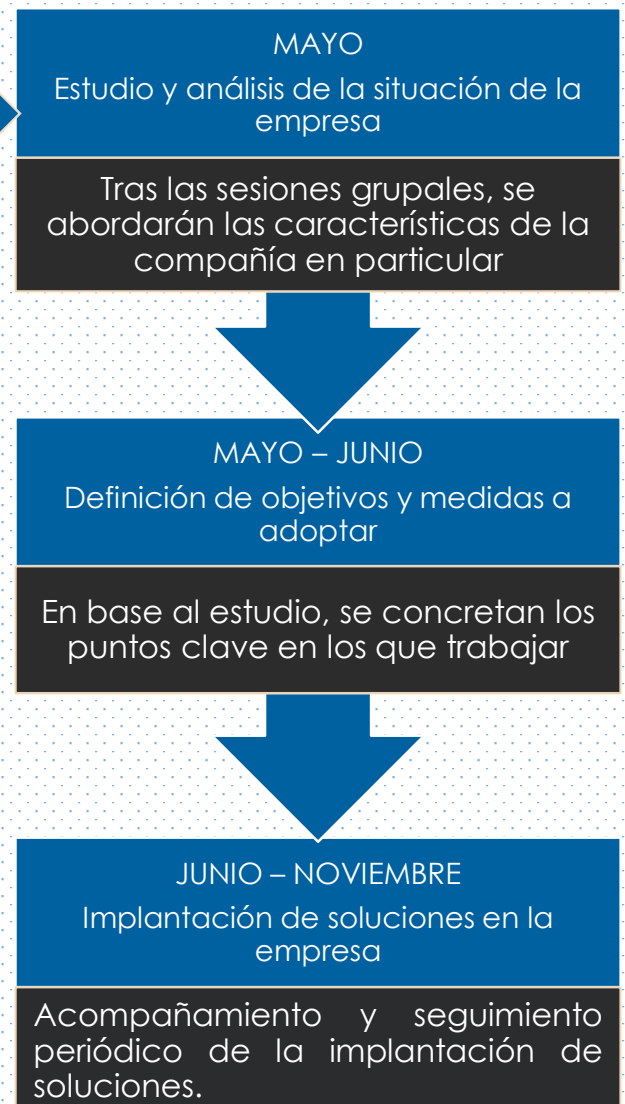 MAYO
Estudio y análisis de la situación de la
empresa
Tras las sesiones grupales, se
abordarán las características de la
compañía en particular
MAYO – JUNIO
Definición de objetivos y medidas a
adoptar
En base al estudio, se concretan los
puntos clave en los que trabajar
JUNIO – NOVIEMBRE
Implantación de soluciones en la
empresa
Acompañamiento y seguimiento
periódico de la implantación de
soluciones.